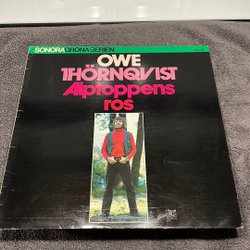 SONORA GRÖNA SERIEN
OWE
THÖRNQVIST
Alptoppens
ros